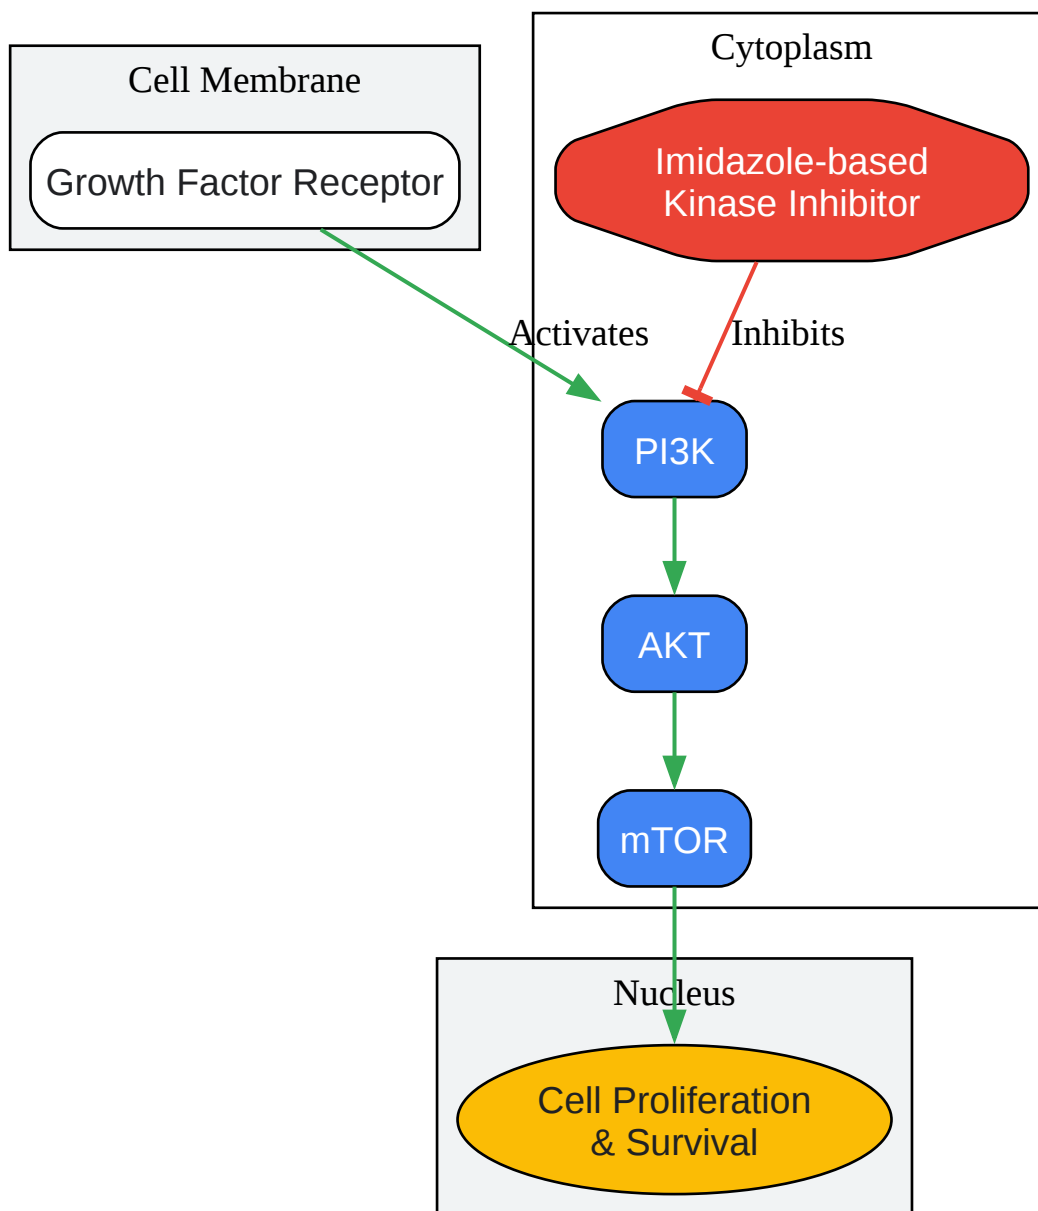 Cell Membrane
Growth Factor Receptor
Cytoplasm
Imidazole-based
Kinase Inhibitor
Activates
Inhibits
PI3K
AKT
mTOR
Nucleus
Cell Proliferation
& Survival